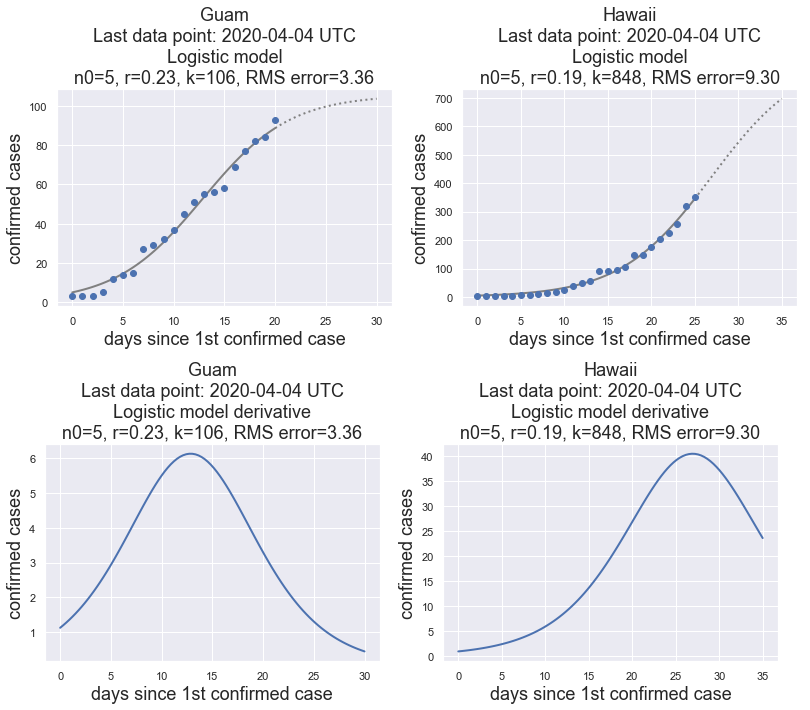 Guam
Last data point: 2020-04-04 UTC
Logistic model
n0=5, r=0.23, k=106, RMS error=3.36
100
80
60
40
20
0
confirmed cases
0 5 10 15 20 25 30
days since 1st confirmed case
Hawaii
Last data point: 2020-04-04 UTC
Logistic model
n0=5, r=0.19, k=848, RMS error=9.30
700
600
500
400
300
200
100
0
confirmed cases
0 5 10 15 20 25 30 35
days since 1st confirmed case
Guam
Last data point: 2020-04-04 UTC
Logistic model derivative
n0=5, r=0.23, k=106, RMS error=3.36
6
5
4
3
2
1
confirmed cases
0 5 10 15 20 25 30
days since 1st confirmed case
Hawaii
Last data point: 2020-04-04 UTC
Logistic model derivative
n0=5, r=0.19, k=848, RMS error=9.30
40
35
30
25
20
15
10
5
0
confirmed cases
0 5 10 15 20 25 30 35
days since 1st confirmed case